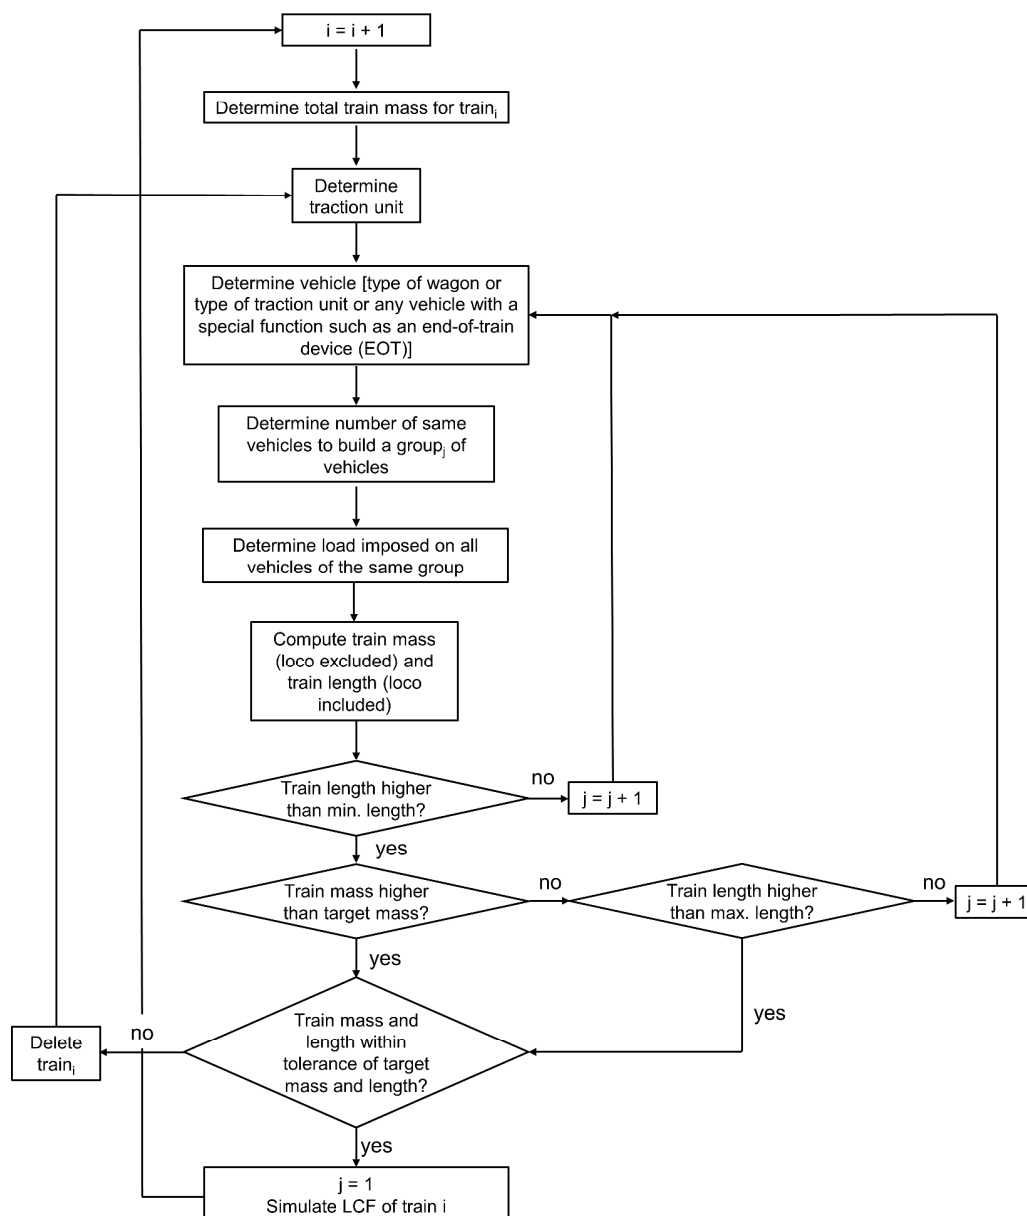 i = i + 1
Determine total train mass for trainᵢ
Determine
traction unit
Determine vehicle [type of wagon or
type of traction unit or any vehicle with a
special function such as an end-of-train
device (EOT)]
Determine number of same
vehicles to build a groupⱼ of
vehicles
Determine load imposed on all
vehicles of the same group
Compute train mass
(loco excluded) and
train length (loco
included)
Train length higher
than min. length?
no
j = j + 1
yes
Train mass higher
than target mass?
no
Train length higher
than max. length?
no
j = j + 1
yes
yes
Train mass and
length within
tolerance of target
mass and length?
no
Delete
trainᵢ
yes
j = 1
Simulate LCF of train i